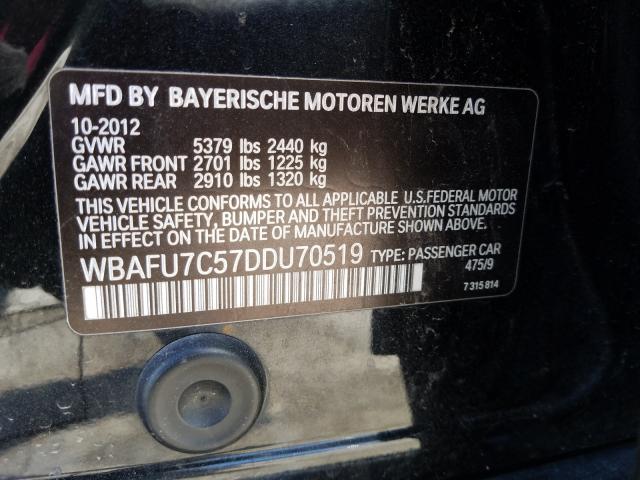 MFD BY BAYERISCHE MOTOREN WERKE AG
10-2012
GVWR 5379 lbs 2440 kg
GAWR FRONT 2701 lbs 1225 kg
GAWR REAR 2910 lbs 1320 kg
THIS VEHICLE CONFORMS TO ALL APPLICABLE U.S.FEDERAL MOTOR
VEHICLE SAFETY, BUMPER AND THEFT PREVENTION STANDARDS
IN EFFECT ON THE DATE OF MANUFACTURE SHOWN ABOVE.
WBAFU7C57DDU70519 TYPE: PASSENGER CAR
475/9
7 315 814